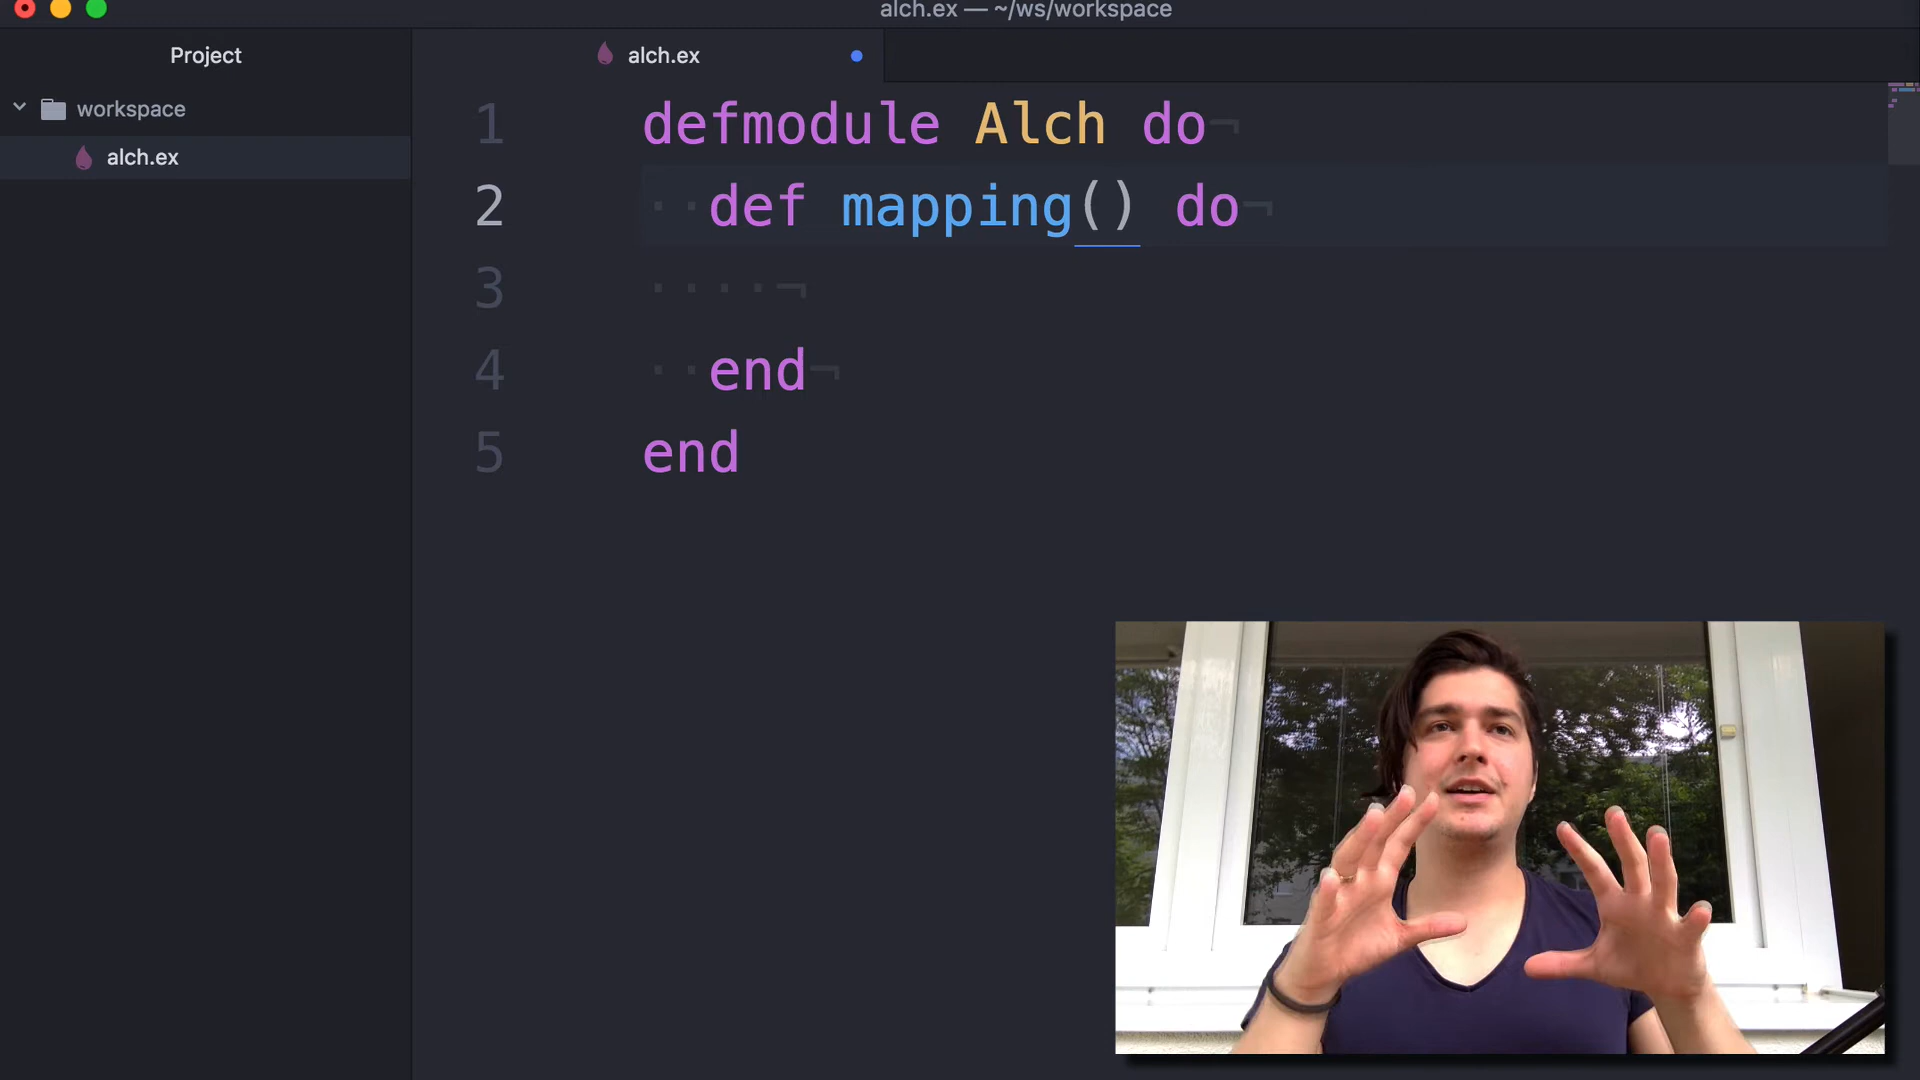 alch.ex — ~/ws/workspace
Project
alch.ex
workspace
alch.ex
1 defmodule Alch do
2 def mapping() do
3
4 end
5 end